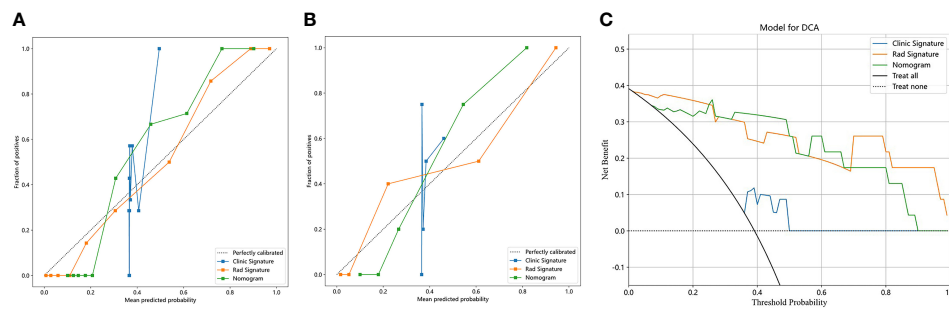 A
B
C
1.0
0.8
0.6
0.4
0.2
0.0
Fraction of positives
0.0 0.2 0.4 0.6 0.8 1.0
Mean predicted probability
Perfectly calibrated
Clinic Signature
Rad Signature
Nomogram
1.0
0.8
0.6
0.4
0.2
0.0
Fraction of positives
0.0 0.2 0.4 0.6 0.8 1.0
Mean predicted probability
Perfectly calibrated
Clinic Signature
Rad Signature
Nomogram
Model for DCA
0.5
0.4
0.3
0.2
0.1
0.0
-0.1
Net Benefit
0.0 0.2 0.4 0.6 0.8
Threshold Probability
Clinic Signature
Rad Signature
Nomogram
Treat all
Treat none